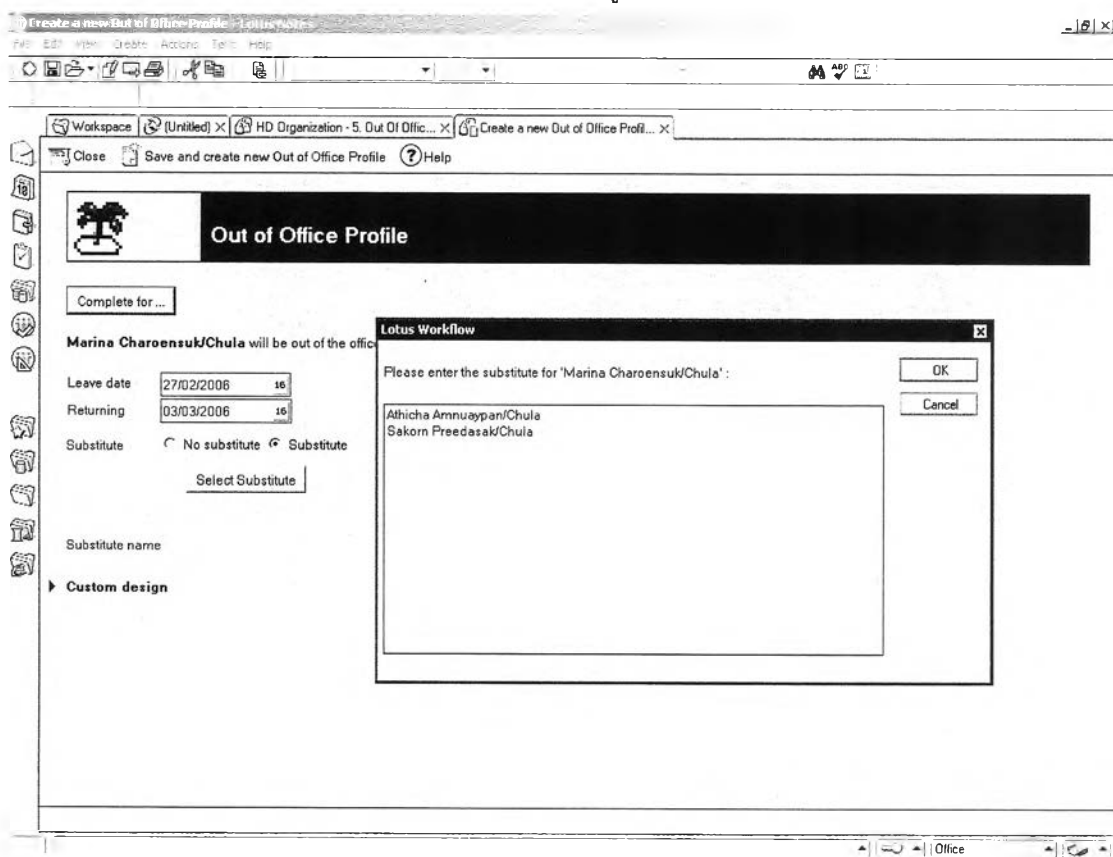 Create a new Out of Office Profile - Lotus Notes
File Edit View Create Actions Text Help
Workspace (Untitled) HD Organization - 5. Out Of Offic... Create a new Out of Office Profil...
Close Save and create new Out of Office Profile Help
Out of Office Profile
Complete for ...
Marina Charoensuk/Chula will be out of the offic
Leave date 27/02/2006 16
Returning 03/03/2006 16
Substitute No substitute Substitute
Select Substitute
Substitute name
Custom design
Lotus Workflow
Please enter the substitute for 'Marina Charoensuk/Chula' :
OK
Cancel
Athicha Amnuaypan/Chula
Sakorn Preedasak/Chula
Office